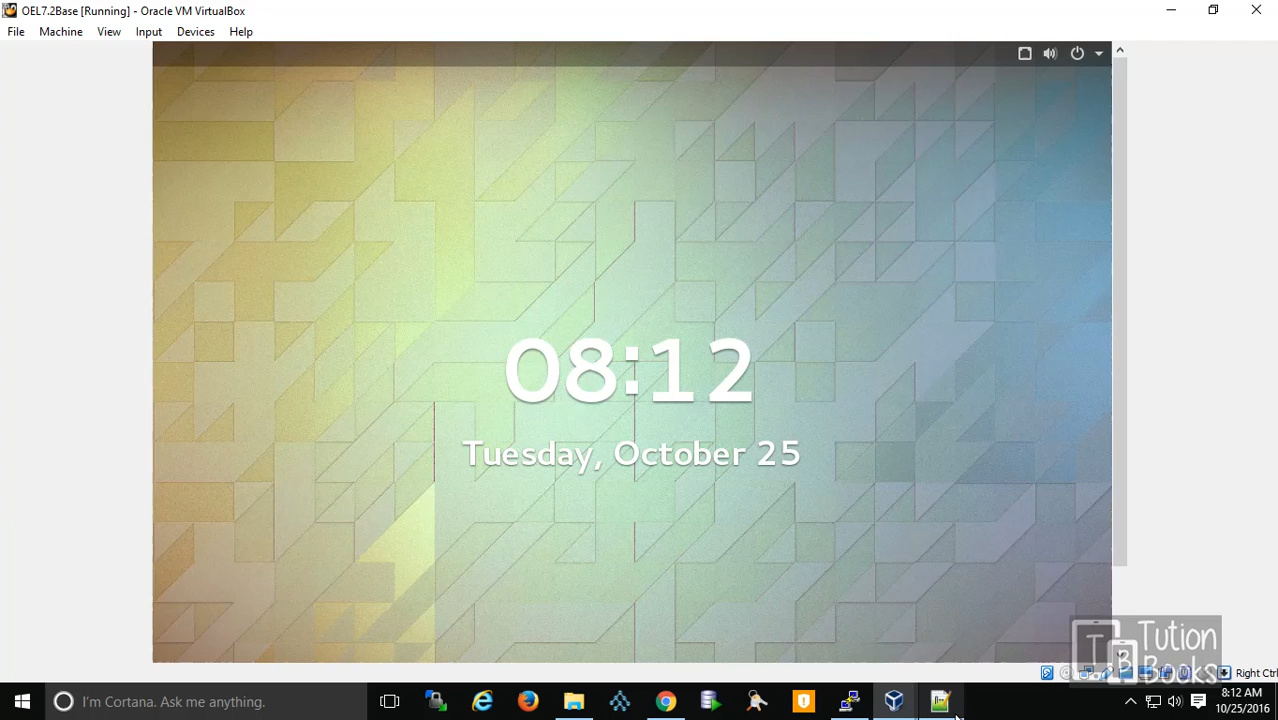 OEL7.2Base [Running] - Oracle VM VirtualBox
File Machine View Input Devices Help
08:12
Tuesday, October 25
Tution
Books
T
B
Right Ctrl
I'm Cortana. Ask me anything.
8:12 AM
10/25/2016